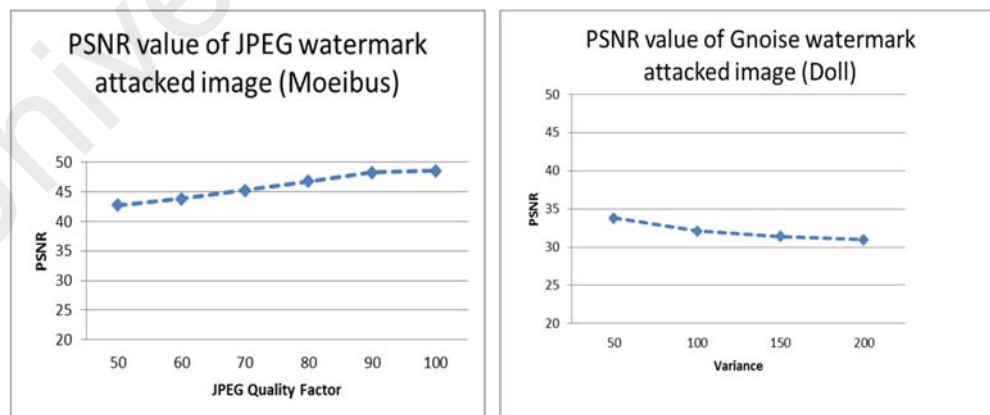 PSNR value of JPEG watermark
attacked image (Moeibus)
50
45
40
35
30
25
20
PSNR
50 60 70 80 90 100
JPEG Quality Factor
PSNR value of Gnoise watermark
attacked image (Doll)
50
45
40
35
30
25
20
PSNR
50 100 150 200
Variance